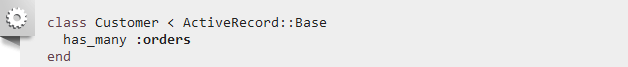 class Customer < ActiveRecord::Base
  has_many :orders
end